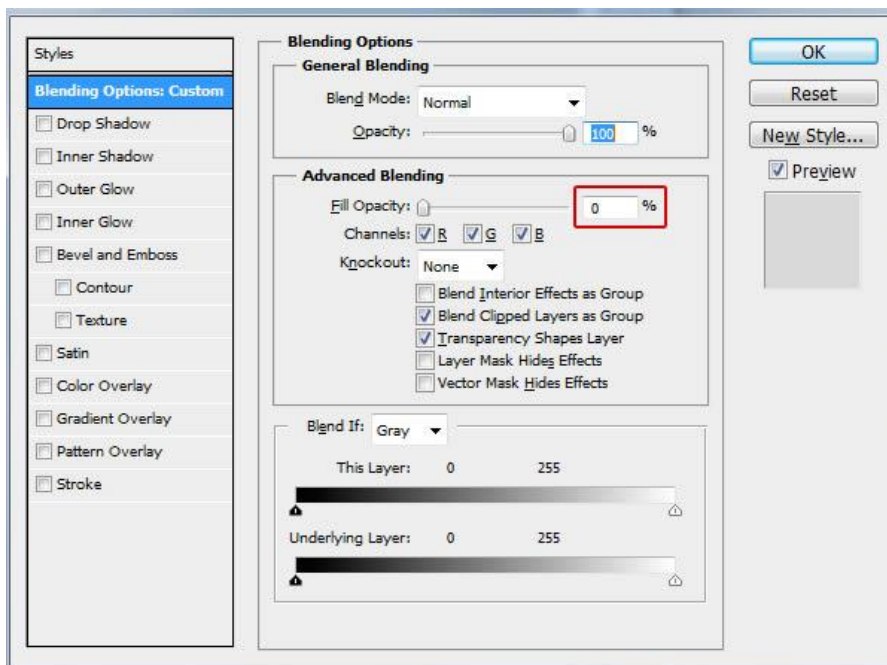 Styles
Blending Options: Custom
Drop Shadow
Inner Shadow
Outer Glow
Inner Glow
Bevel and Emboss
Contour
Texture
Satin
Color Overlay
Gradient Overlay
Pattern Overlay
Stroke
Blending Options
General Blending
Blend Mode: Normal
Opacity: 100 %
Advanced Blending
Fill Opacity: 0 %
Channels: R G B
Knockout: None
Blend Interior Effects as Group
Blend Clipped Layers as Group
Transparency Shapes Layer
Layer Mask Hides Effects
Vector Mask Hides Effects
Blend If: Gray
This Layer: 0 255
Underlying Layer: 0 255
OK
Reset
New Style...
Preview